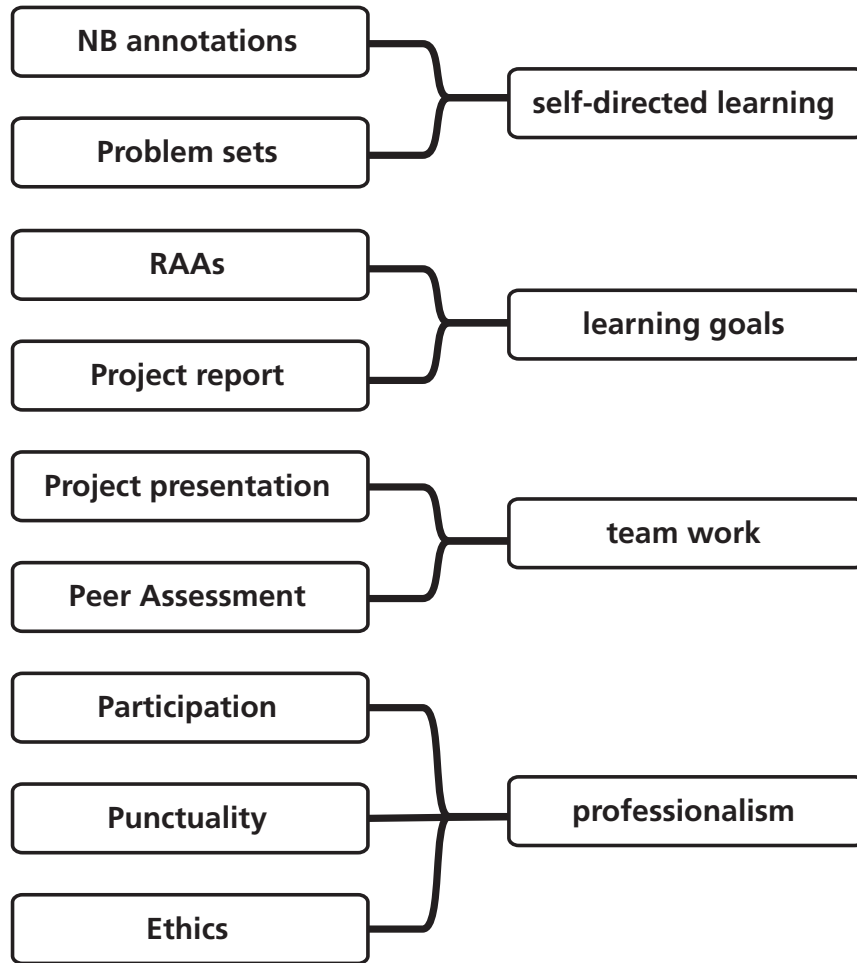 NB annotations
Problem sets
self-directed learning
RAAs
Project report
learning goals
Project presentation
Peer Assessment
team work
Participation
Punctuality
Ethics
professionalism